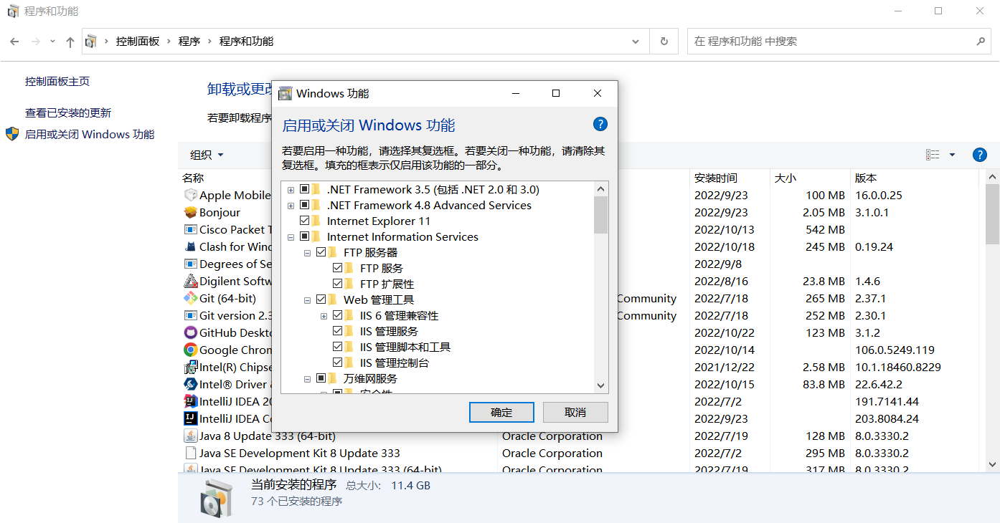 程序和功能
控制面板 › 程序 › 程序和功能
在 程序和功能 中搜索
控制面板主页
查看已安装的更新
启用或关闭 Windows 功能
卸载或更改
若要卸载程序
组织
名称 安装时间 大小 版本
Apple Mobile 2022/9/23 100 MB 16.0.0.25
Bonjour 2022/9/23 2.05 MB 3.1.0.1
Cisco Packet T 2022/10/13 542 MB
Clash for Wind 2022/10/18 245 MB 0.19.24
Degrees of Se 2022/9/8
Digilent Softw 2022/8/16 23.8 MB 1.4.6
Git (64-bit) Community 2022/7/18 265 MB 2.37.1
Git version 2.3 Community 2022/7/18 252 MB 2.30.1
GitHub Deskto 2022/10/22 123 MB 3.1.2
Google Chrom 2022/10/14 106.0.5249.119
Intel(R) Chipse 2021/12/22 2.58 MB 10.1.18460.8229
Intel® Driver & 2022/10/15 83.8 MB 22.6.42.2
IntelliJ IDEA 20 2022/7/2 191.7141.44
IntelliJ IDEA Co 2022/9/23 203.8084.24
Java 8 Update 333 (64-bit) Oracle Corporation 2022/7/19 128 MB 8.0.3330.2
Java SE Development Kit 8 Update 333 Oracle Corporation 2022/7/2 295 MB 8.0.3330.2
Java SE Development Kit 8 Update 333 (64-bit) Oracle Corporation 2022/7/19 317 MB 8.0.3330.2
当前安装的程序 总大小: 11.4 GB
73 个已安装的程序
Windows 功能
启用或关闭 Windows 功能
若要启用一种功能，请选择其复选框。若要关闭一种功能，请清除其
复选框。填充的框表示仅启用该功能的一部分。
.NET Framework 3.5 (包括 .NET 2.0 和 3.0)
.NET Framework 4.8 Advanced Services
Internet Explorer 11
Internet Information Services
FTP 服务器
FTP 服务
FTP 扩展性
Web 管理工具
IIS 6 管理兼容性
IIS 管理服务
IIS 管理脚本和工具
IIS 管理控制台
万维网服务
安全性
确定
取消